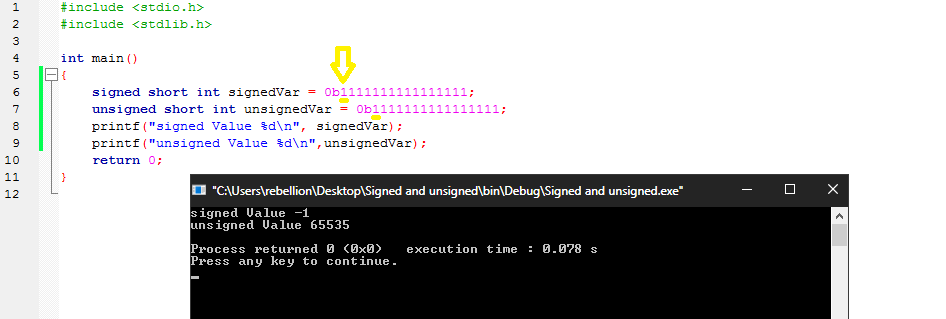 1 #include <stdio.h>
2 #include <stdlib.h>
3
4 int main()
5 {
6 signed short int signedVar = 0b1111111111111111;
7 unsigned short int unsignedVar = 0b1111111111111111;
8 printf("signed Value %d\n", signedVar);
9 printf("unsigned Value %d\n",unsignedVar);
10 return 0;
11 }
12
"C:\Users\rebellion\Desktop\Signed and unsigned\bin\Debug\Signed and unsigned.exe"
signed Value -1
unsigned Value 65535
Process returned 0 (0x0)   execution time : 0.078 s
Press any key to continue.